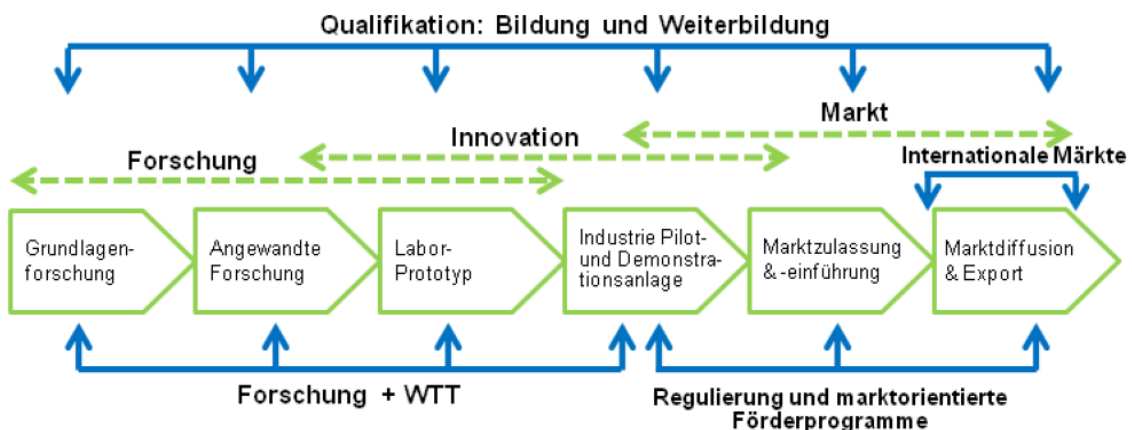 Qualifikation: Bildung und Weiterbildung
Markt
Innovation
Forschung
Internationale Märkte
Grundlagen-
forschung
Angewandte
Forschung
Labor-
Prototyp
Industrie Pilot-
und Demonstra-
tionsanlage
Marktzulassung
& -einführung
Marktdiffusion
& Export
Forschung + WTT
Regulierung und marktorientierte
Förderprogramme